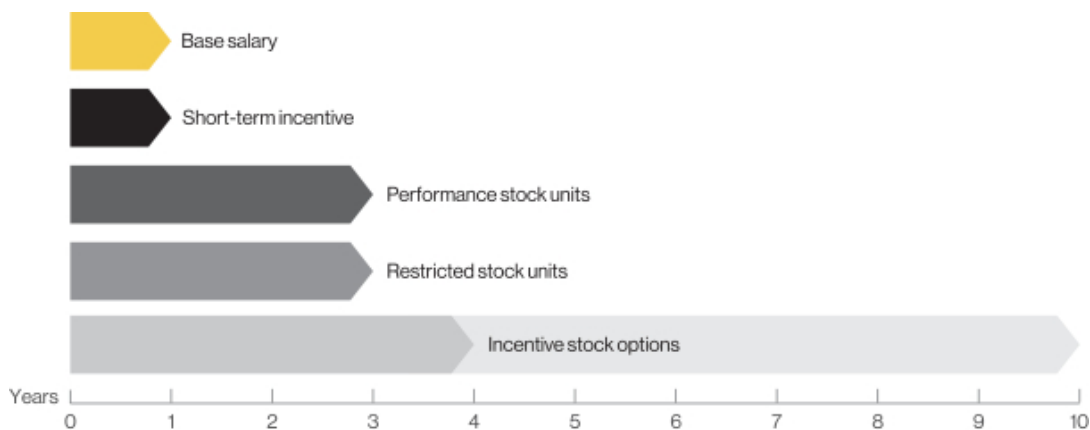 Base salary
Short-term incentive
Performance stock units
Restricted stock units
Incentive stock options
Years
0 1 2 3 4 5 6 7 8 9 10